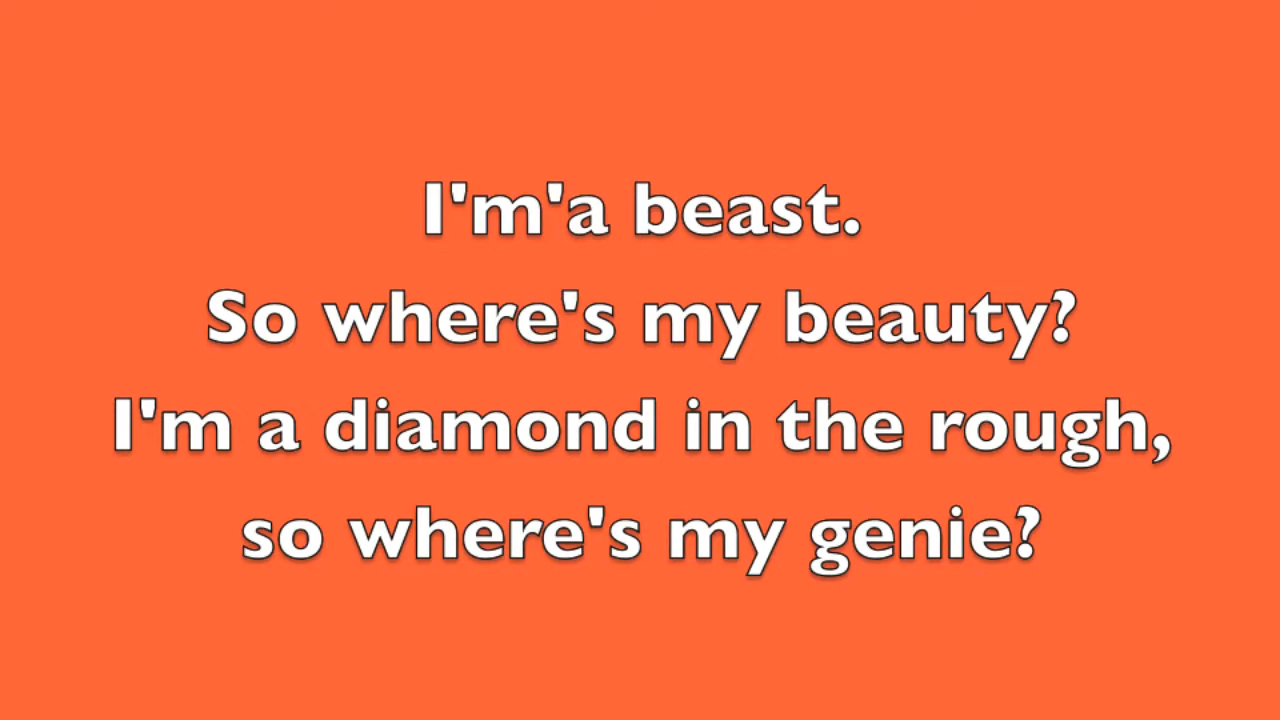 I'm'a beast.
So where's my beauty?
I'm a diamond in the rough,
so where's my genie?